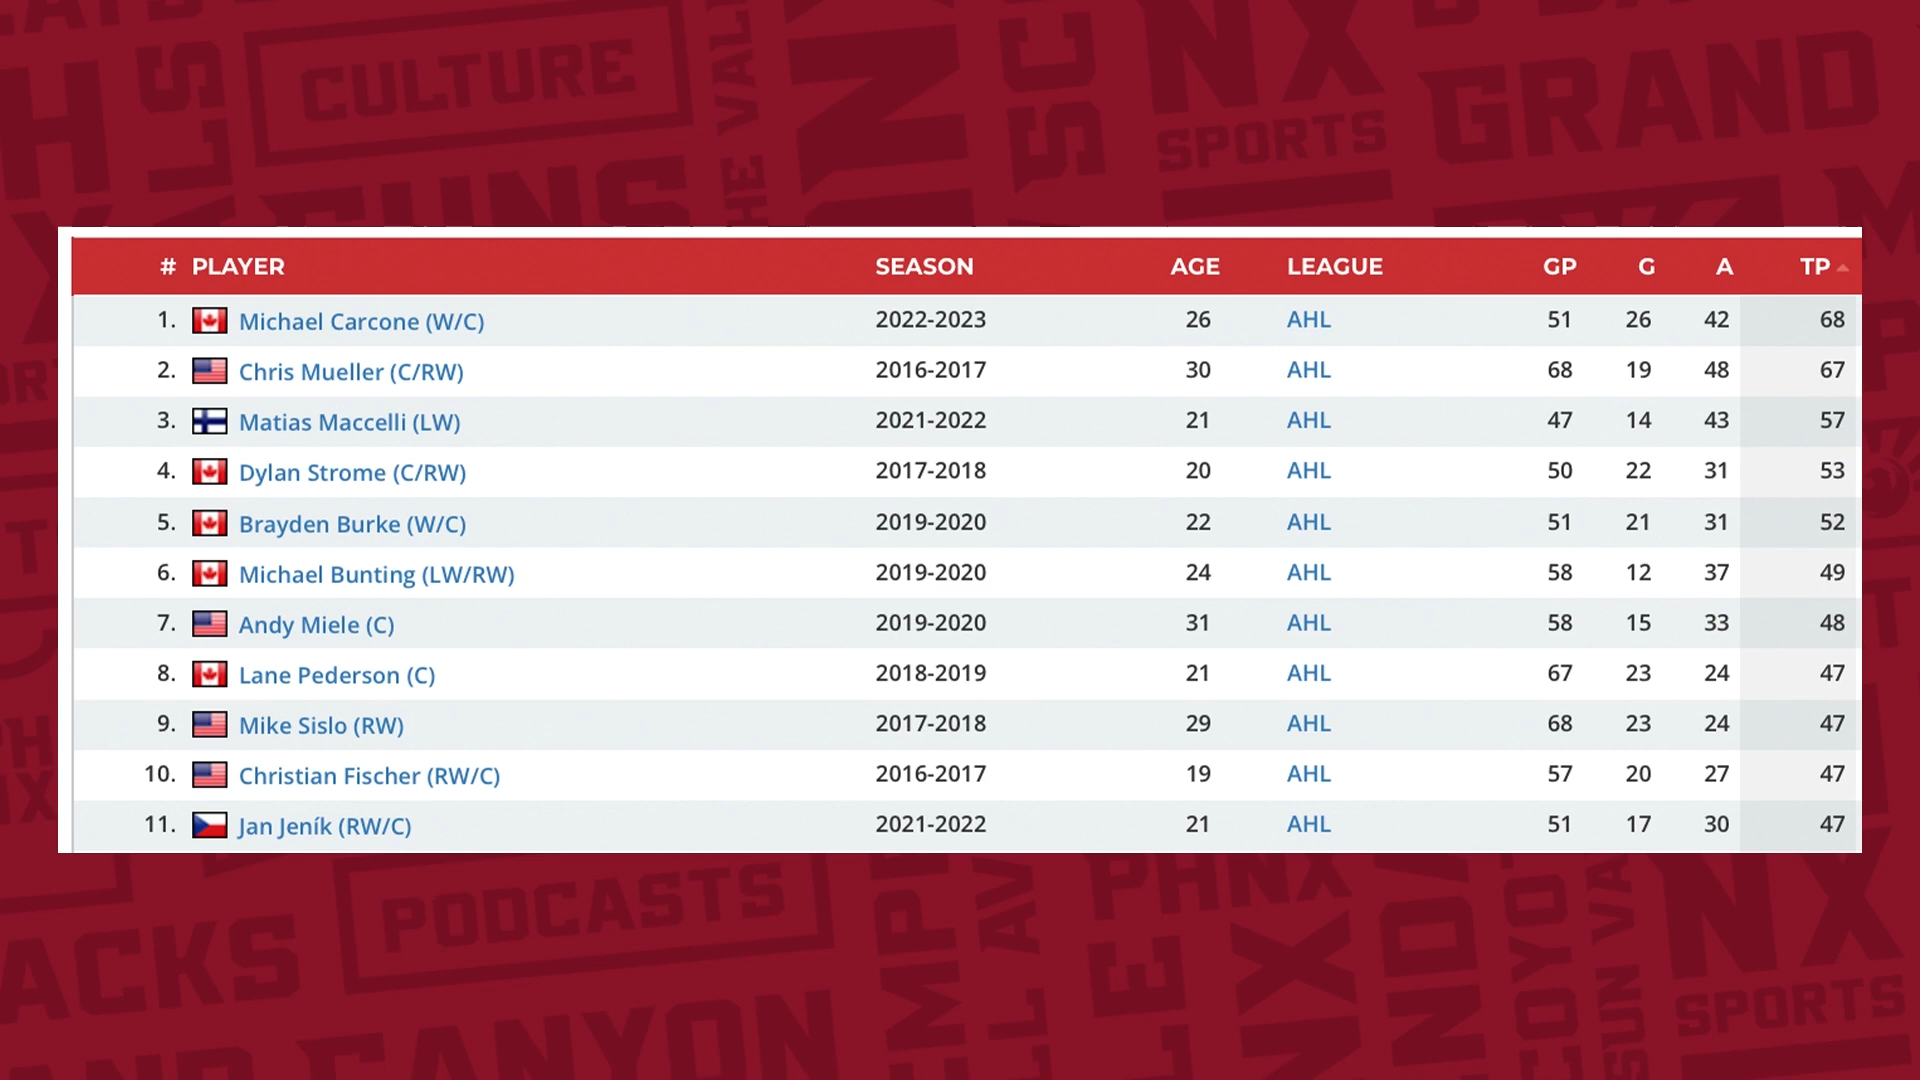 CULTURE
THE VALL
SPORTS
GRAND
# PLAYER SEASON AGE LEAGUE GP G A TP
1. Michael Carcone (W/C) 2022-2023 26 AHL 51 26 42 68
2. Chris Mueller (C/RW) 2016-2017 30 AHL 68 19 48 67
3. Matias Maccelli (LW) 2021-2022 21 AHL 47 14 43 57
4. Dylan Strome (C/RW) 2017-2018 20 AHL 50 22 31 53
5. Brayden Burke (W/C) 2019-2020 22 AHL 51 21 31 52
6. Michael Bunting (LW/RW) 2019-2020 24 AHL 58 12 37 49
7. Andy Miele (C) 2019-2020 31 AHL 58 15 33 48
8. Lane Pederson (C) 2018-2019 21 AHL 67 23 24 47
9. Mike Sislo (RW) 2017-2018 29 AHL 68 23 24 47
10. Christian Fischer (RW/C) 2016-2017 19 AHL 57 20 27 47
11. Jan Jeník (RW/C) 2021-2022 21 AHL 51 17 30 47
PHNX
PODCASTS
ACKS
CANYON
SPORTS